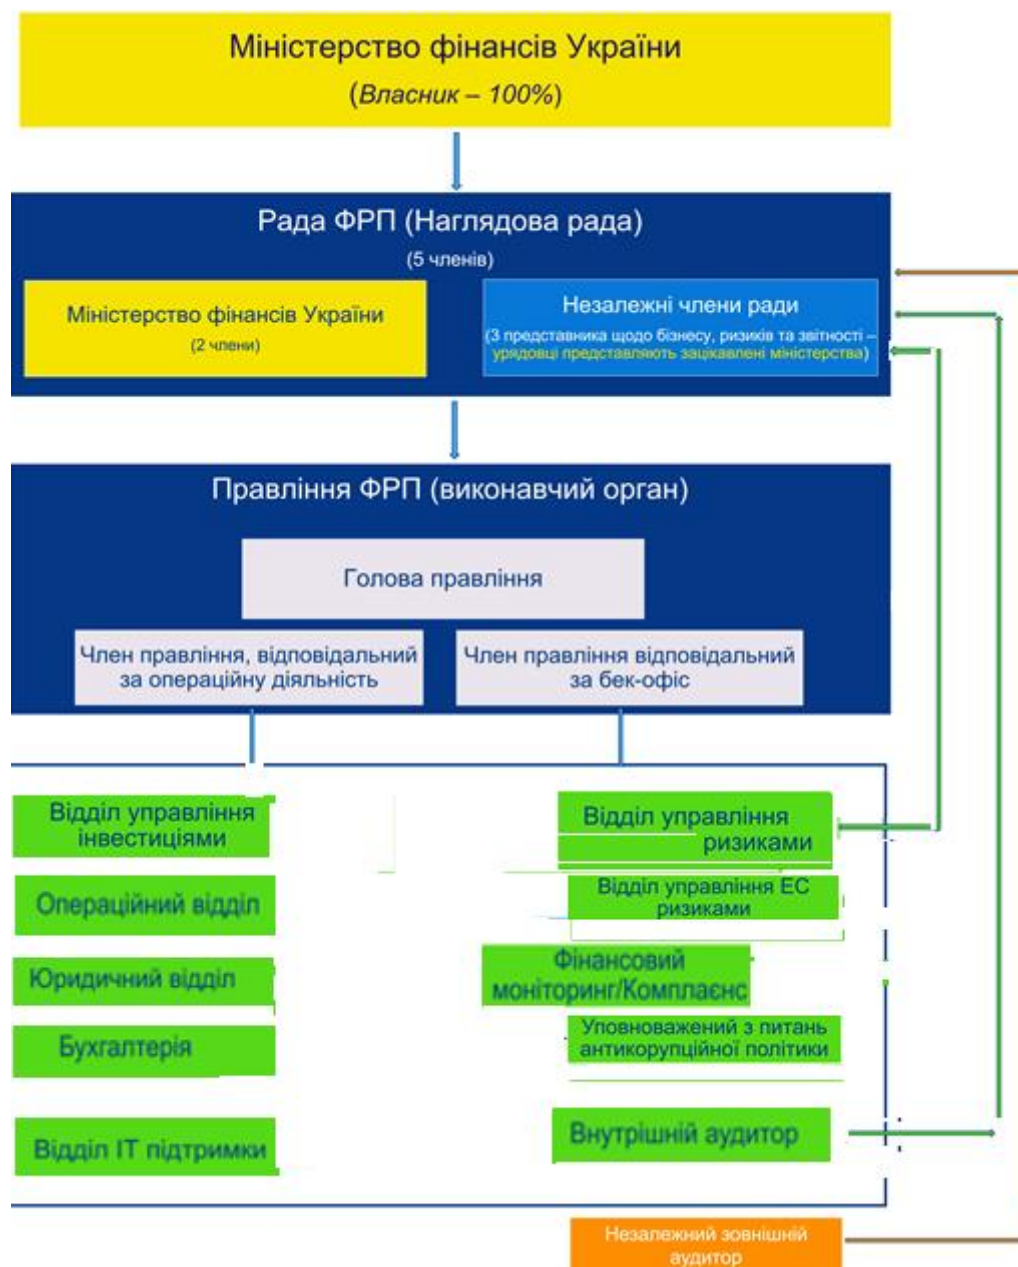 Міністерство фінансів України
(Власник – 100%)
Рада ФРП (Наглядова рада)
(5 членів)
Міністерство фінансів України
(2 члени)
Незалежні члени ради
(3 представника щодо бізнесу, ризиків та звітності –
урядовці представляють зацікавлені міністерства)
Правління ФРП (виконавчий орган)
Голова правління
Член правління, відповідальний
за операційну діяльність
Член правління відповідальний
за бек-офіс
Відділ управління
інвестиціями
Операційний відділ
Юридичний відділ
Бухгалтерія
Відділ ІТ підтримки
Відділ управління
ризиками
Відділ управління ЕС
ризиками
Фінансовий
моніторинг/Комплаєнс
Уповноважений з питань
антикорупційної політики
Внутрішній аудитор
Незалежний зовнішній
аудитор